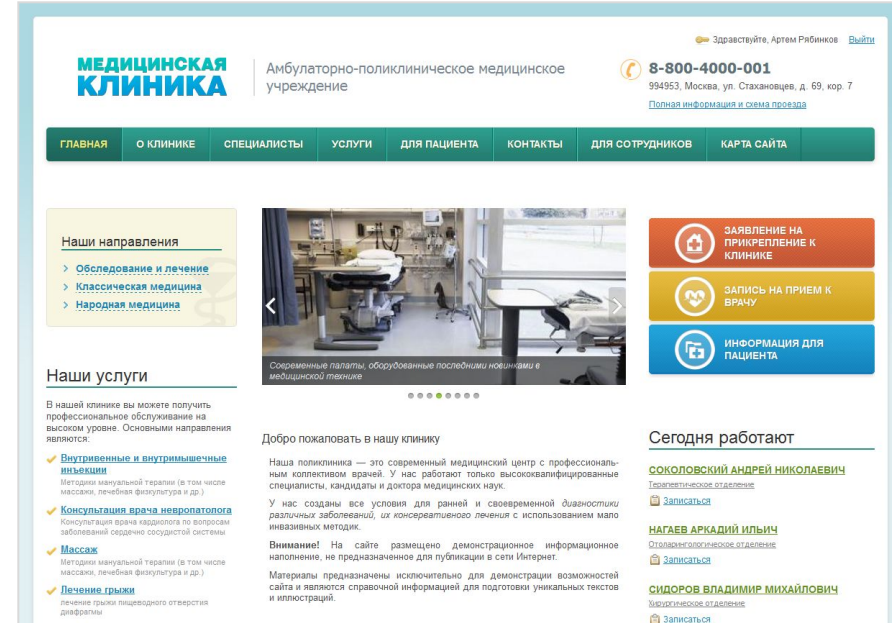 Здравствуйте, Артем Рябинков Выйти
МЕДИЦИНСКАЯ
КЛИНИКА
Амбулаторно-поликлиническое медицинское
учреждение
8-800-4000-001
994953, Москва, ул. Стахановцев, д. 69, кор. 7
Полная информация и схема проезда
ГЛАВНАЯ О КЛИНИКЕ СПЕЦИАЛИСТЫ УСЛУГИ ДЛЯ ПАЦИЕНТА КОНТАКТЫ ДЛЯ СОТРУДНИКОВ КАРТА САЙТА
Наши направления
Обследование и лечение
Классическая медицина
Народная медицина
Наши услуги
В нашей клинике вы можете получить
профессиональное обслуживание на
высоком уровне. Основными направления
являются:
Внутривенные и внутримышечные
инъекции
Методики мануальной терапии (в том числе
массажи, лечебная физкультура и др.)
Консультация врача невропатолога
Консультация врача кардиолога по вопросам
заболеваний сердечно сосудистой системы
Массаж
Методики мануальной терапии (в том числе
массажи, лечебная физкультура и др.)
Лечение грыжи
лечение грыжи пищеводного отверстия
диафрагмы
Современные палаты, оборудованные последними новинками в
медицинской технике
Добро пожаловать в нашу клинику
Наша поликлиника — это современный медицинский центр с профессиональ-
ным коллективом врачей. У нас работают только высококвалифицированные
специалисты, кандидаты и доктора медицинских наук.
У нас созданы все условия для ранней и своевременной диагностики
различных заболеваний, их консервативного лечения с использованием мало
инвазивных методик.
Внимание! На сайте размещено демонстрационное информационное
наполнение, не предназначенное для публикации в сети Интернет.
Материалы предназначены исключительно для демонстрации возможностей
сайта и являются справочной информацией для подготовки уникальных текстов
и иллюстраций.
ЗАЯВЛЕНИЕ НА
ПРИКРЕПЛЕНИЕ К
КЛИНИКЕ
ЗАПИСЬ НА ПРИЕМ К
ВРАЧУ
ИНФОРМАЦИЯ ДЛЯ
ПАЦИЕНТА
Сегодня работают
СОКОЛОВСКИЙ АНДРЕЙ НИКОЛАЕВИЧ
Терапевтическое отделение
Записаться
НАГАЕВ АРКАДИЙ ИЛЬИЧ
Отоларингологическое отделение
Записаться
СИДОРОВ ВЛАДИМИР МИХАЙЛОВИЧ
Хирургическое отделение
Записаться